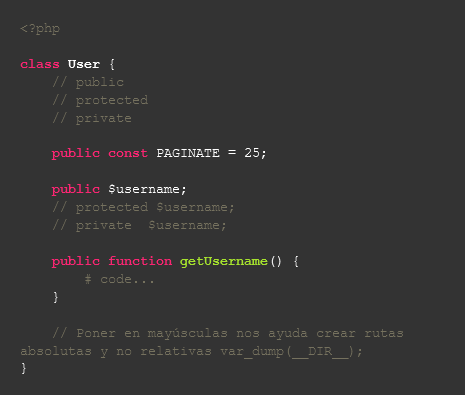 <?php
class User {
// public
// protected
// private
public const PAGINATE = 25;
public $username;
// protected $username;
// private  $username;
public function getUsername() {
# code...
}
// Poner en mayúsculas nos ayuda crear rutas
absolutas y no relativas var_dump(__DIR__);
}